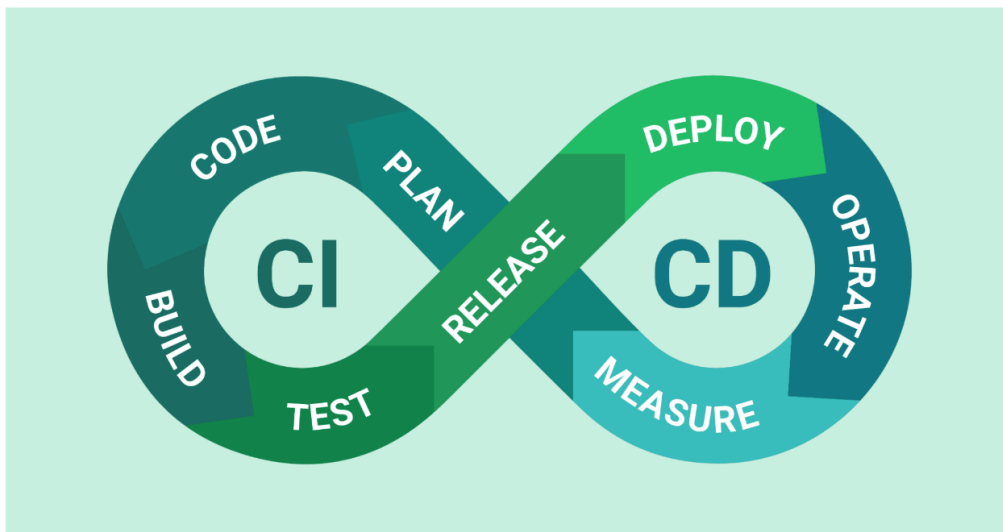 PLAN
CODE
BUILD
TEST
RELEASE
DEPLOY
OPERATE
MEASURE
CI
CD